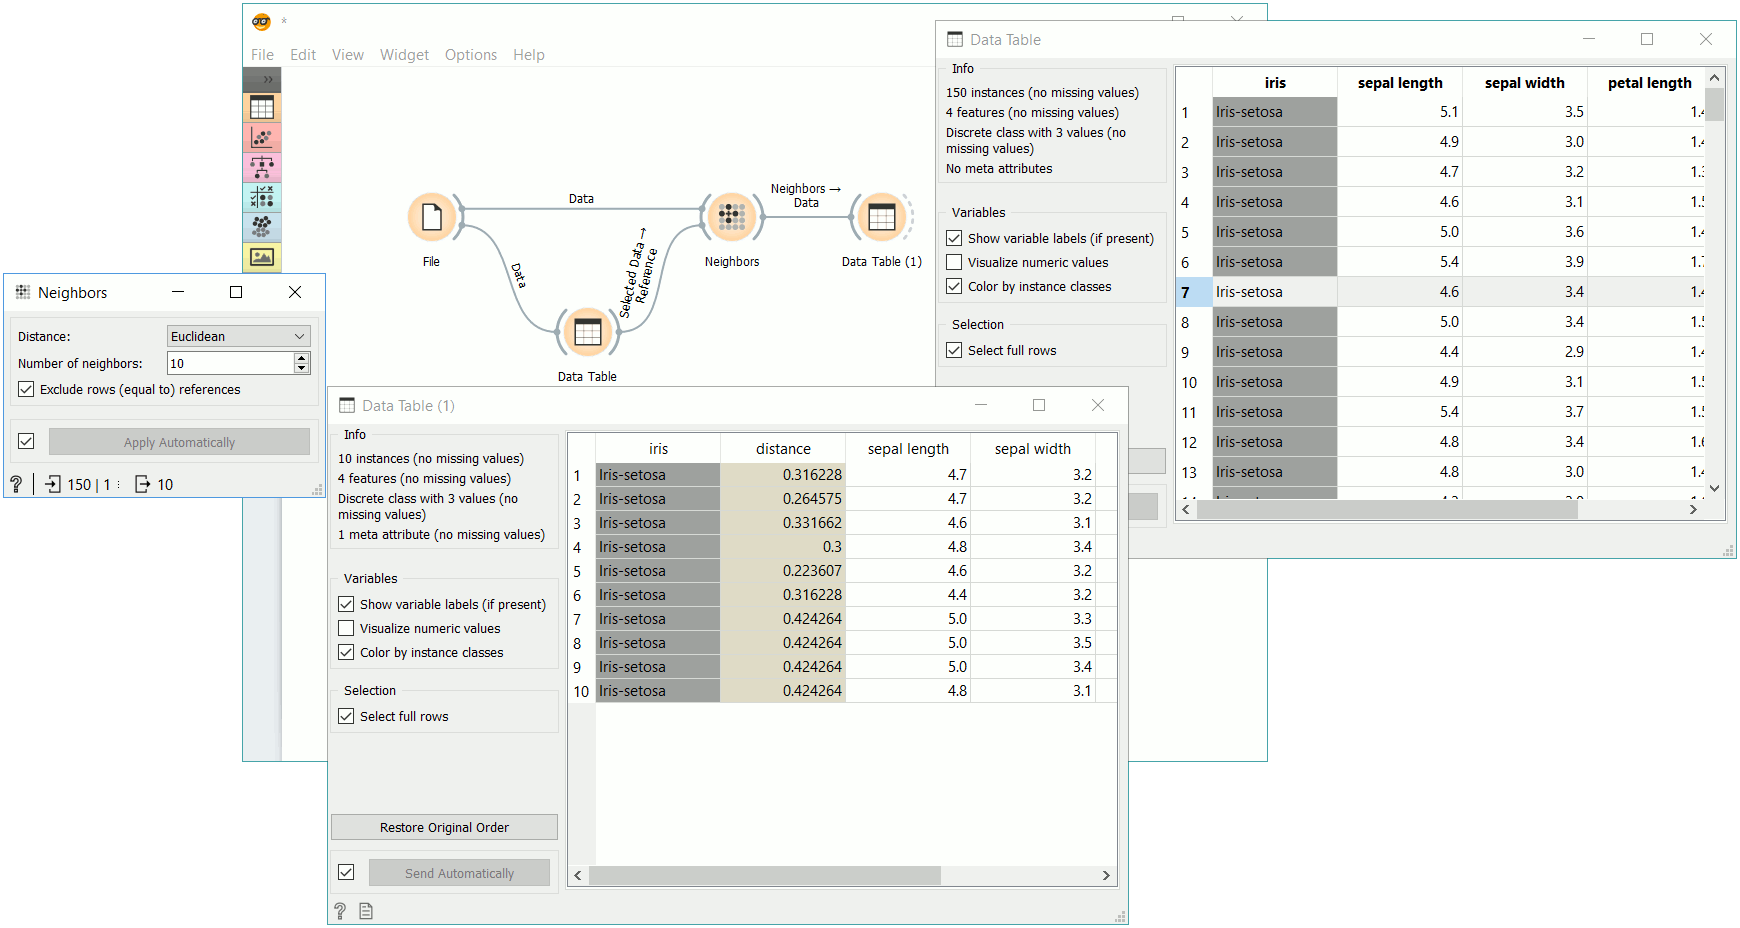 *
File Edit View Widget Options Help
»
Data
Data
Selected Data →
Reference
Neighbors →
Data
File
Neighbors
Data Table (1)
Data Table
Neighbors
Distance: Euclidean
Number of neighbors: 10
Exclude rows (equal to) references
Apply Automatically
? 150 | 1 10
Data Table
Info
150 instances (no missing values)
4 features (no missing values)
Discrete class with 3 values (no
missing values)
No meta attributes
Variables
Show variable labels (if present)
Visualize numeric values
Color by instance classes
Selection
Select full rows
iris sepal length sepal width petal length
1 Iris-setosa 5.1 3.5 1.4
2 Iris-setosa 4.9 3.0 1.4
3 Iris-setosa 4.7 3.2 1.3
4 Iris-setosa 4.6 3.1 1.5
5 Iris-setosa 5.0 3.6 1.4
6 Iris-setosa 5.4 3.9 1.7
7 Iris-setosa 4.6 3.4 1.4
8 Iris-setosa 5.0 3.4 1.5
9 Iris-setosa 4.4 2.9 1.4
10 Iris-setosa 4.9 3.1 1.5
11 Iris-setosa 5.4 3.7 1.5
12 Iris-setosa 4.8 3.4 1.6
13 Iris-setosa 4.8 3.0 1.4
Data Table (1)
Info
10 instances (no missing values)
4 features (no missing values)
Discrete class with 3 values (no
missing values)
1 meta attribute (no missing values)
Variables
Show variable labels (if present)
Visualize numeric values
Color by instance classes
Selection
Select full rows
Restore Original Order
Send Automatically
?
iris distance sepal length sepal width
1 Iris-setosa 0.316228 4.7 3.2
2 Iris-setosa 0.264575 4.7 3.2
3 Iris-setosa 0.331662 4.6 3.1
4 Iris-setosa 0.3 4.8 3.4
5 Iris-setosa 0.223607 4.6 3.2
6 Iris-setosa 0.316228 4.4 3.2
7 Iris-setosa 0.424264 5.0 3.3
8 Iris-setosa 0.424264 5.0 3.5
9 Iris-setosa 0.424264 5.0 3.4
10 Iris-setosa 0.424264 4.8 3.1